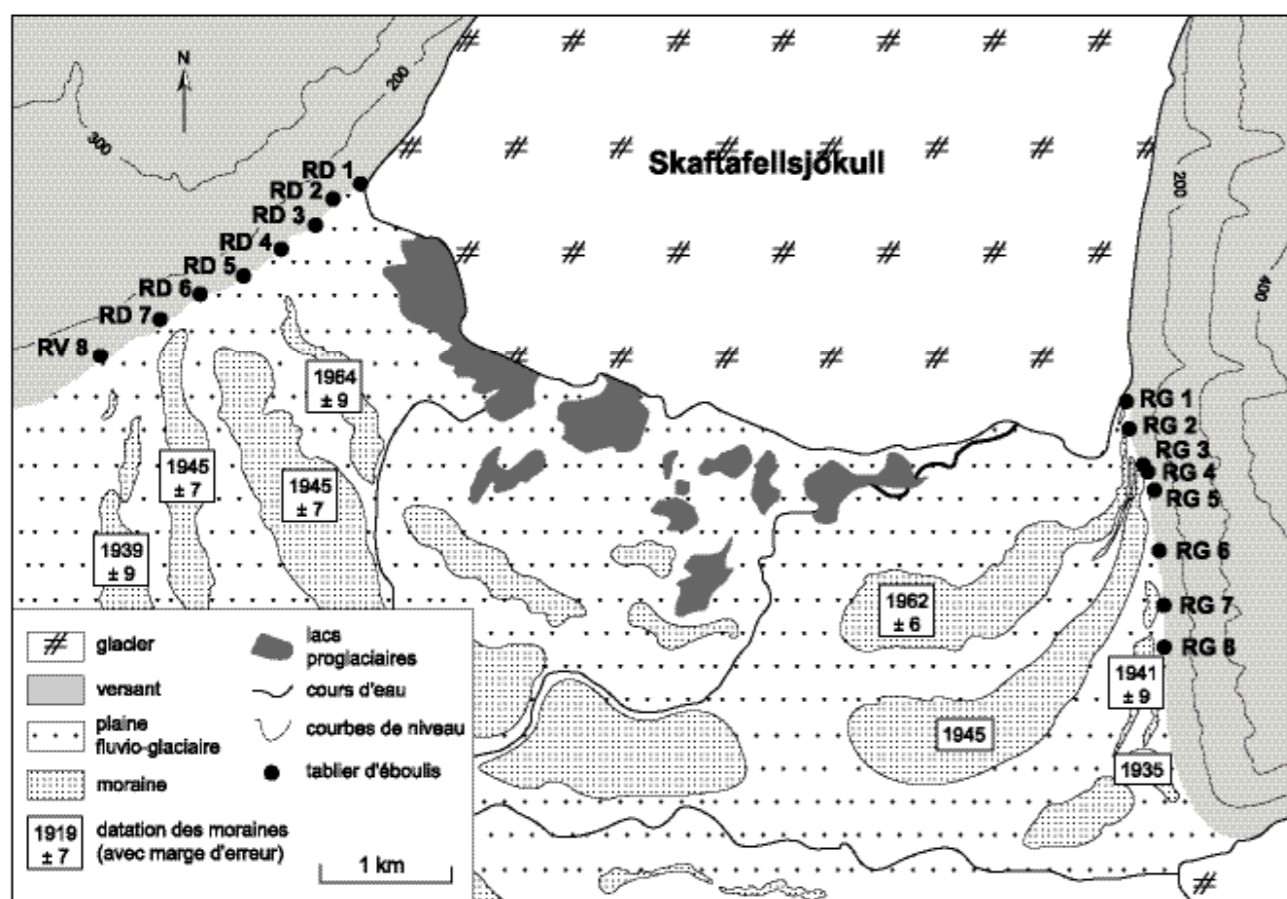 N
200
300
Skaftafellsjökull
RD 1
RD 2
RD 3
RD 4
RD 5
RD 6
RD 7
RV 8
200
400
RG 1
RG 2
RG 3
RG 4
RG 5
RG 6
RG 7
RG 8
1964
± 9
1945
± 7
1945
± 7
1939
± 9
1962
± 6
1941
± 9
1945
1935
glacier
versant
plaine
fluvio-glaciaire
moraine
1919
± 7
datation des moraines
(avec marge d'erreur)
lacs
proglaciaires
cours d'eau
courbes de niveau
tablier d'éboulis
1 km